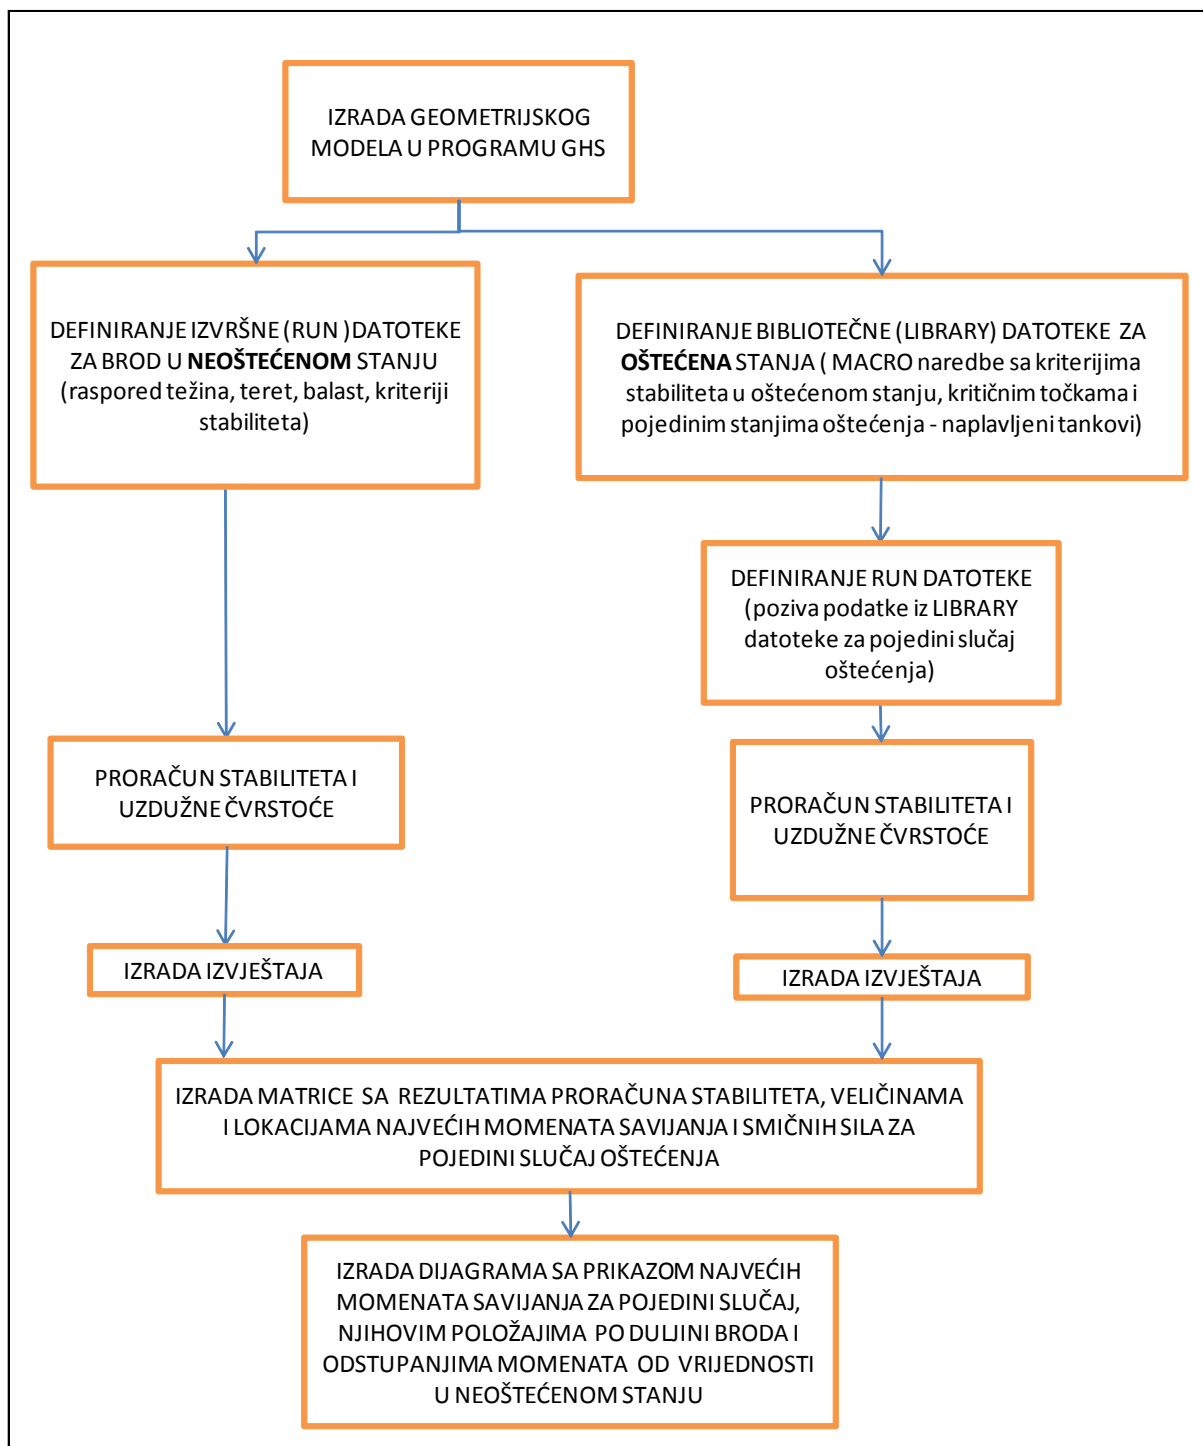 IZRADA GEOMETRIJSKOG
MODELA U PROGRAMU GHS
DEFINIRANJE IZVRŠNE (RUN )DATOTEKE
ZA BROD U NEOŠTEĆENOM STANJU
(raspored težina, teret, balast, kriteriji
stabiliteta)
DEFINIRANJE BIBLIOTEČNE (LIBRARY) DATOTEKE ZA
OŠTEĆENA STANJA ( MACRO naredbe sa kriterijima
stabiliteta u oštećenom stanju, kritičnim točkama i
pojedinim stanjima oštećenja - naplavljeni tankovi)
DEFINIRANJE RUN DATOTEKE
(poziva podatke iz LIBRARY
datoteke za pojedini slučaj
oštećenja)
PRORAČUN STABILITETA I
UZDUŽNE ČVRSTOĆE
PRORAČUN STABILITETA I
UZDUŽNE ČVRSTOĆE
IZRADA IZVJEŠTAJA
IZRADA IZVJEŠTAJA
IZRADA MATRICE SA REZULTATIMA PRORAČUNA STABILITETA, VELIČINAMA
I LOKACIJAMA NAJVEĆIH MOMENATA SAVIJANJA I SMIČNIH SILA ZA
POJEDINI SLUČAJ OŠTEĆENJA
IZRADA DIJAGRAMA SA PRIKAZOM NAJVEĆIH
MOMENATA SAVIJANJA ZA POJEDINI SLUČAJ,
NJIHOVIM POLOŽAJIMA PO DULJINI BRODA I
ODSTUPANJIMA MOMENATA OD VRIJEDNOSTI
U NEOŠTEĆENOM STANJU